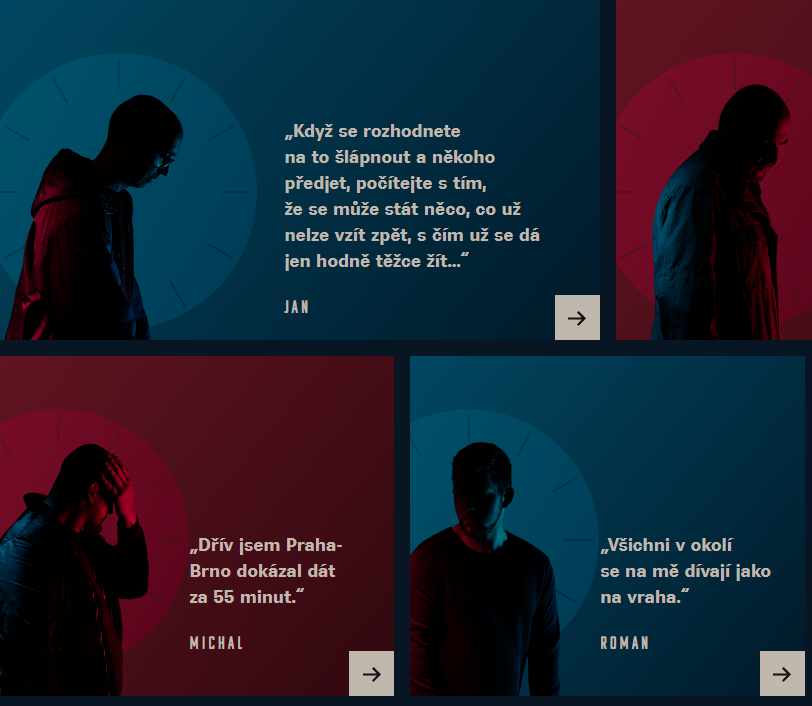 „Když se rozhodnete
na to šlápnout a někoho
předjet, počítejte s tím,
že se může stát něco, co už
nelze vzít zpět, s čím už se dá
jen hodně těžce žít...“
JAN
„Dřív jsem Praha-
Brno dokázal dát
za 55 minut.“
MICHAL
„Všichni v okolí
se na mě dívají jako
na vraha.“
ROMAN